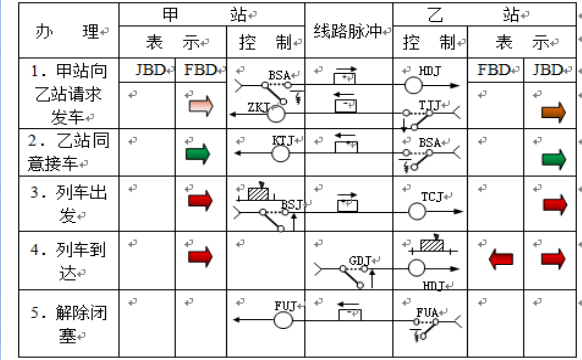 办 理 甲 站 线路脉冲 乙 站
表 示 控 制 控 制 表 示
1．甲站向乙站请求发车 JBD FBD BSA ZKJ + - HDJ TJJ FBD JBD
2．乙站同意接车 KTJ - BSA
3．列车出发 BSJ + TCJ
4．列车到达 GDJ HDJ
5．解除闭塞 FUJ - FUA